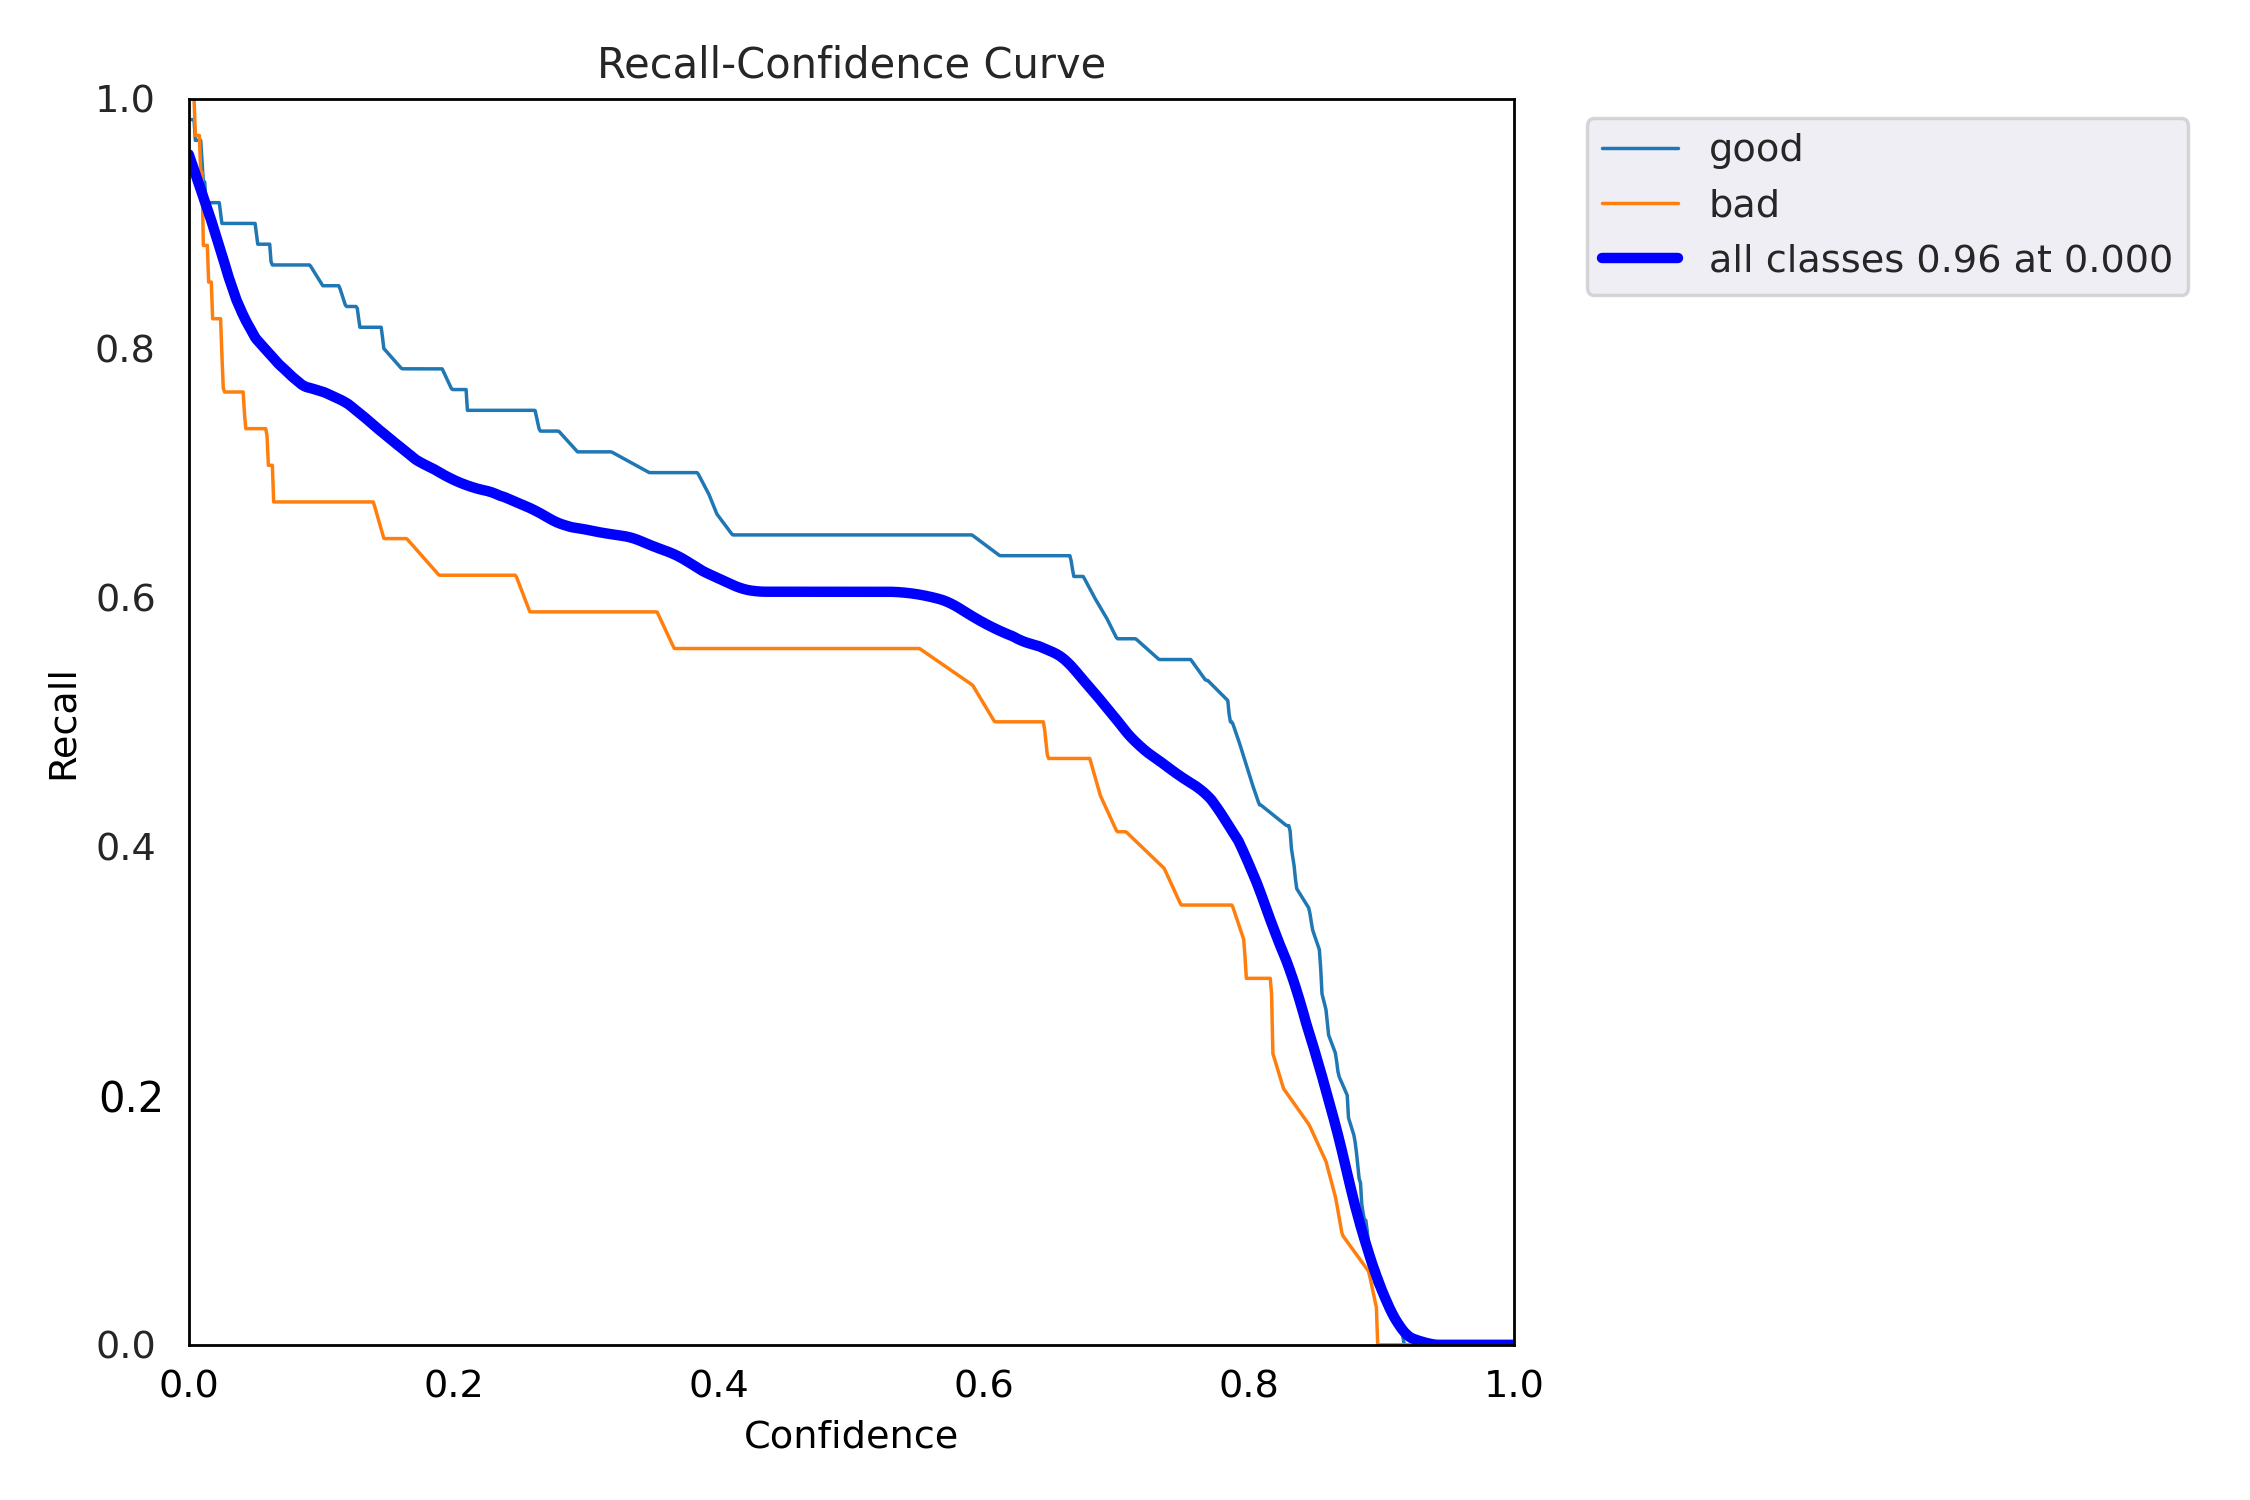 Recall-Confidence Curve
1.0
0.8
0.6
0.4
0.2
0.0
Recall
0.0 0.2 0.4 0.6 0.8 1.0
Confidence
good
bad
all classes 0.96 at 0.000